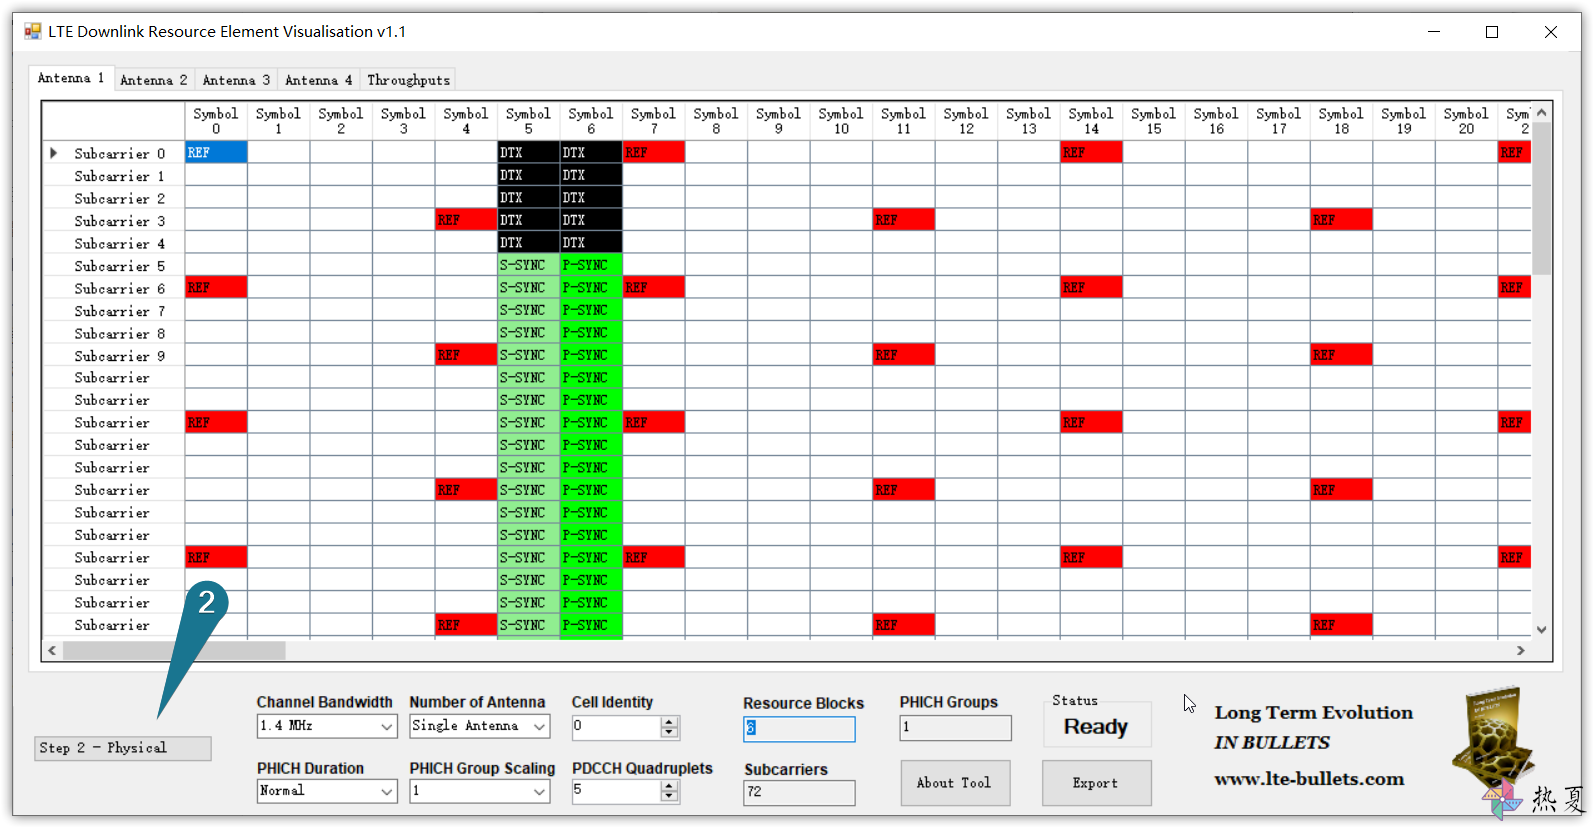 LTE Downlink Resource Element Visualisation v1.1
Antenna 1 Antenna 2 Antenna 3 Antenna 4 Throughputs
Symbol 0 Symbol 1 Symbol 2 Symbol 3 Symbol 4 Symbol 5 Symbol 6 Symbol 7 Symbol 8 Symbol 9 Symbol 10 Symbol 11 Symbol 12 Symbol 13 Symbol 14 Symbol 15 Symbol 16 Symbol 17 Symbol 18 Symbol 19 Symbol 20
Subcarrier 0 REF DTX DTX REF REF REF
Subcarrier 1 DTX DTX
Subcarrier 2 DTX DTX
Subcarrier 3 REF DTX DTX REF REF
Subcarrier 4 DTX DTX
Subcarrier 5 S-SYNC P-SYNC
Subcarrier 6 REF S-SYNC P-SYNC REF REF REF
Subcarrier 7 S-SYNC P-SYNC
Subcarrier 8 S-SYNC P-SYNC
Subcarrier 9 REF S-SYNC P-SYNC REF REF
Subcarrier S-SYNC P-SYNC
Subcarrier S-SYNC P-SYNC
Subcarrier REF S-SYNC P-SYNC REF REF REF
Subcarrier S-SYNC P-SYNC
Subcarrier S-SYNC P-SYNC
Subcarrier REF S-SYNC P-SYNC REF REF
Subcarrier S-SYNC P-SYNC
Subcarrier S-SYNC P-SYNC
Subcarrier REF S-SYNC P-SYNC REF REF REF
Subcarrier S-SYNC P-SYNC
Subcarrier S-SYNC P-SYNC
Subcarrier REF S-SYNC P-SYNC REF REF
2
Channel Bandwidth Number of Antenna Cell Identity Resource Blocks PHICH Groups Status
1.4 MHz Single Antenna 0 6 1 Ready
Long Term Evolution
IN BULLETS
www.lte-bullets.com
Step 2 - Physical
PHICH Duration PHICH Group Scaling PDCCH Quadruplets Subcarriers
Normal 1 5 72 About Tool Export
热夏